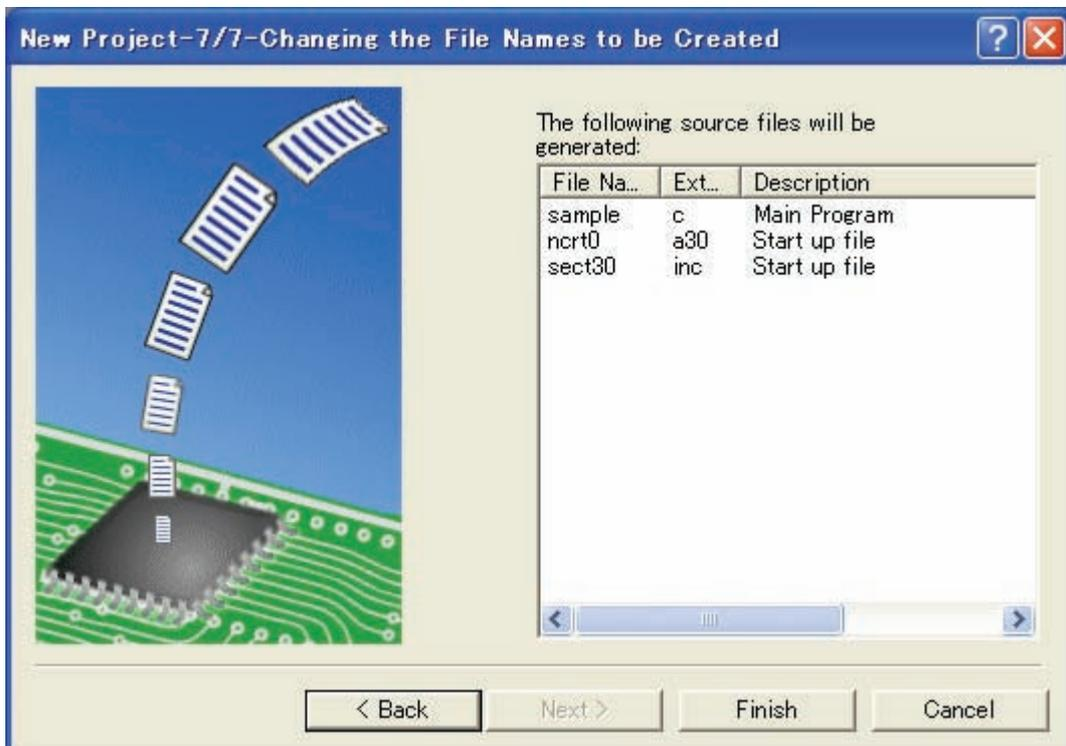 New Project-7/7-Changing the File Names to be Created
The following source files will be
generated:
File Na... Ext... Description
sample c Main Program
ncrt0 a30 Start up file
sect30 inc Start up file
< Back Next > Finish Cancel